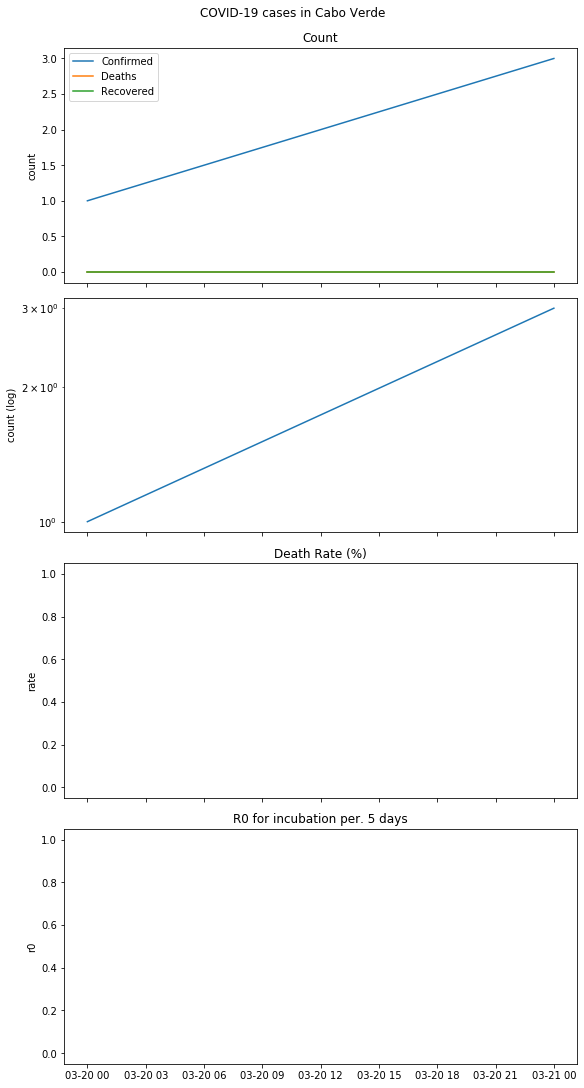 COVID-19 cases in Cabo Verde
Count
3.0
2.5
2.0
1.5
1.0
0.5
0.0
count
Confirmed
Deaths
Recovered
3 × 10⁰
2 × 10⁰
10⁰
count (log)
Death Rate (%)
1.0
0.8
0.6
0.4
0.2
0.0
rate
R0 for incubation per. 5 days
1.0
0.8
0.6
0.4
0.2
0.0
r0
03-20 00 03-20 03 03-20 06 03-20 09 03-20 12 03-20 15 03-20 18 03-20 21 03-21 00